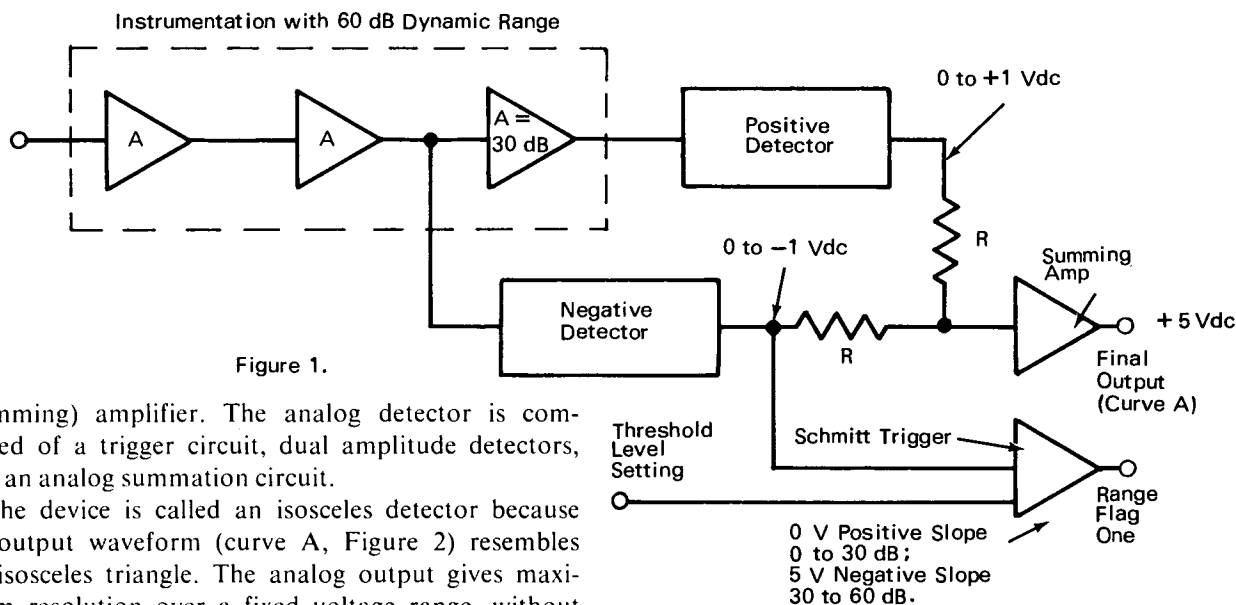 Instrumentation with 60 dB Dynamic Range
A
A
A =
30 dB
Positive
Detector
0 to +1 Vdc
R
0 to −1 Vdc
Summing
Amp
Negative
Detector
R
+ 5 Vdc
Final
Output
(Curve A)
Figure 1.
Threshold
Level
Setting
Schmitt Trigger
Range
Flag
One
0 V Positive Slope
0 to 30 dB;
5 V Negative Slope
30 to 60 dB.
mming) amplifier. The analog detector is com-
ed of a trigger circuit, dual amplitude detectors,
an analog summation circuit.
he device is called an isosceles detector because
output waveform (curve A, Figure 2) resembles
isosceles triangle. The analog output gives maxi-
resolution over a fixed voltage range, without